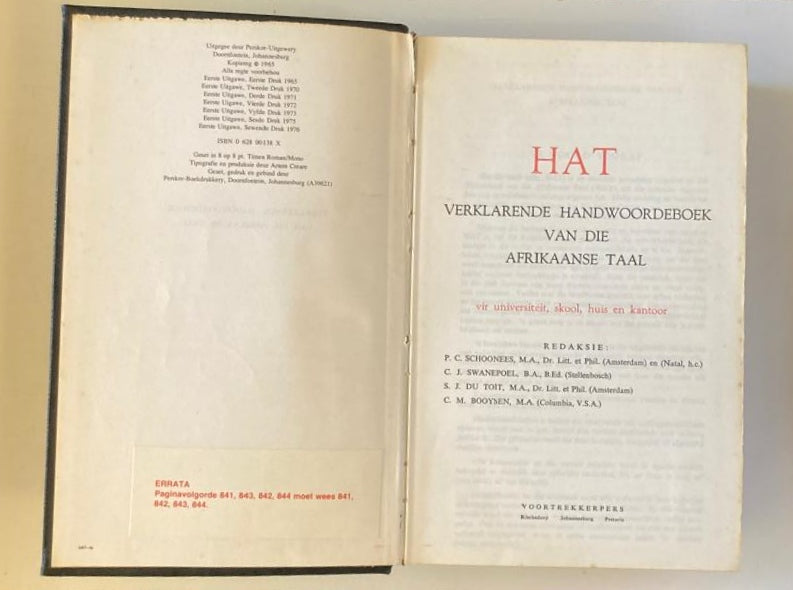 Uitgegee deur Perskor-Uitgewery
Doornfontein, Johannesburg
Kopiereg © 1965
Alle regte voorbehou
Eerste Uitgawe, Eerste Druk 1965
Eerste Uitgawe, Tweede Druk 1970
Eerste Uitgawe, Derde Druk 1971
Eerste Uigawe, Vierde Druk 1972
Eerste Uitgawe, Vyfde Druk 1973
Eerste Uitgawe, Sesde Druk 1975
Eerste Uitgawe, Sewende Druk 1976
ISBN 0 628 00138 X
Geset in 8 op 8 pt. Times Roman/Mono
Tipografie en produksie deur Artem Creare
Geset, gedruk en gebind deur
Perskor-Boekdrukkery, Doornfontein, Johannesburg (A39821)
ERRATA
Paginavolgorde 841, 843, 842, 844 moet wees 841,
842, 843, 844.
HAT
VERKLARENDE HANDWOORDEBOEK
VAN DIE
AFRIKAANSE TAAL
vir universiteit, skool, huis en kantoor
REDAKSIE:
P. C. SCHOONEES, M.A., Dr. Litt. et Phil. (Amsterdam) en (Natal, h.c.)
C. J. SWANEPOEL, B.A., B.Ed. (Stellenbosch)
S. J. DU TOIT, M.A., Dr. Litt. et Phil. (Amsterdam)
C. M. BOOYSEN, M.A. (Columbia, V.S.A.)
VOORTREKKERPERS
Klerksdorp Johannesburg Pretoria